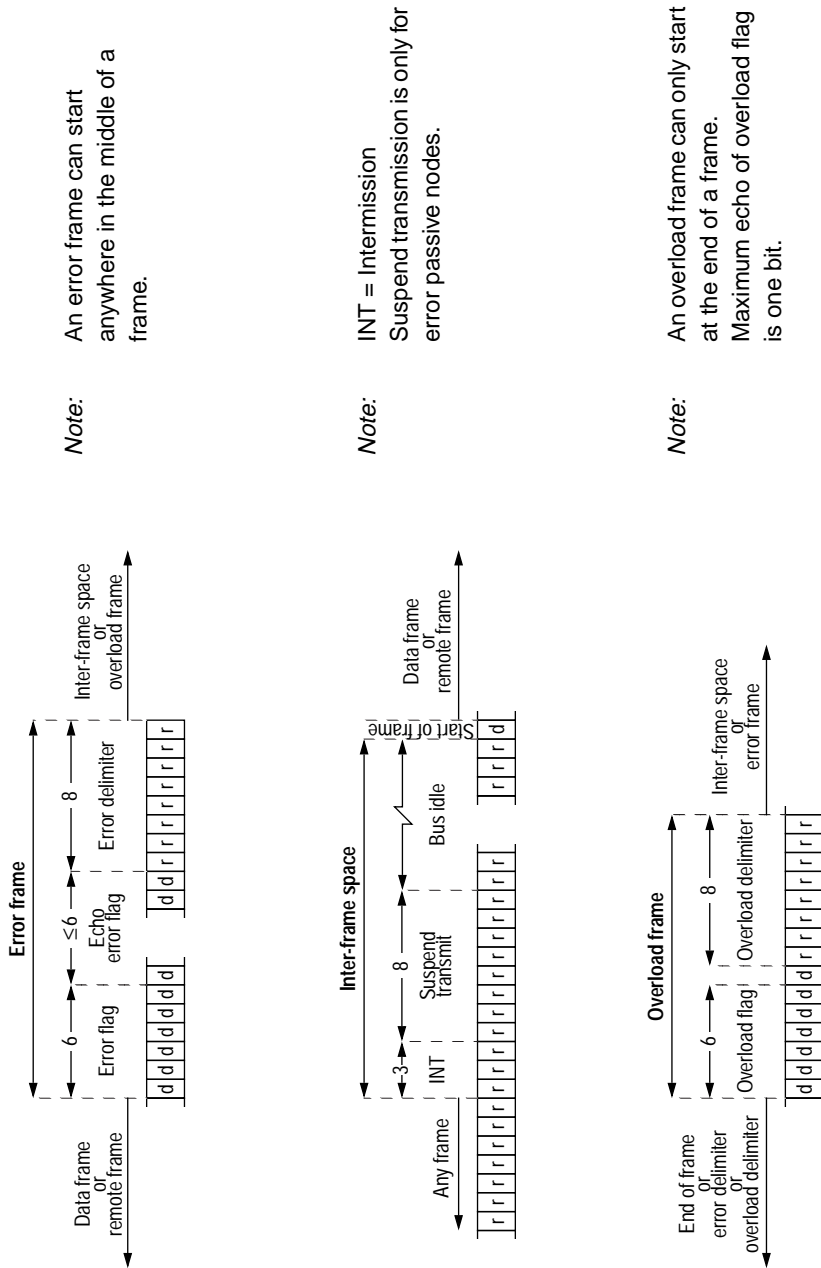 Error frame
6
≤6
8
Data frame
or
remote frame
Error flag
Echo
error flag
Error delimiter
Inter-frame space
or
overload frame
d d d d d d d d d r r r r r r r r
Note: An error frame can start
anywhere in the middle of a
frame.
Inter-frame space
3
8
Any frame
INT
Suspend
transmit
Bus idle
Start of frame
Data frame
or
remote frame
r r r r r r r r r r r r r r r r r r r r r r r d
Note: INT = Intermission
Suspend transmission is only for
error passive nodes.
Overload frame
6
8
End of frame
or
error delimiter
or
overload delimiter
Overload flag
Overload delimiter
Inter-frame space
or
error frame
d d d d d d d r r r r r r r r
Note: An overload frame can only start
at the end of a frame.
Maximum echo of overload flag
is one bit.